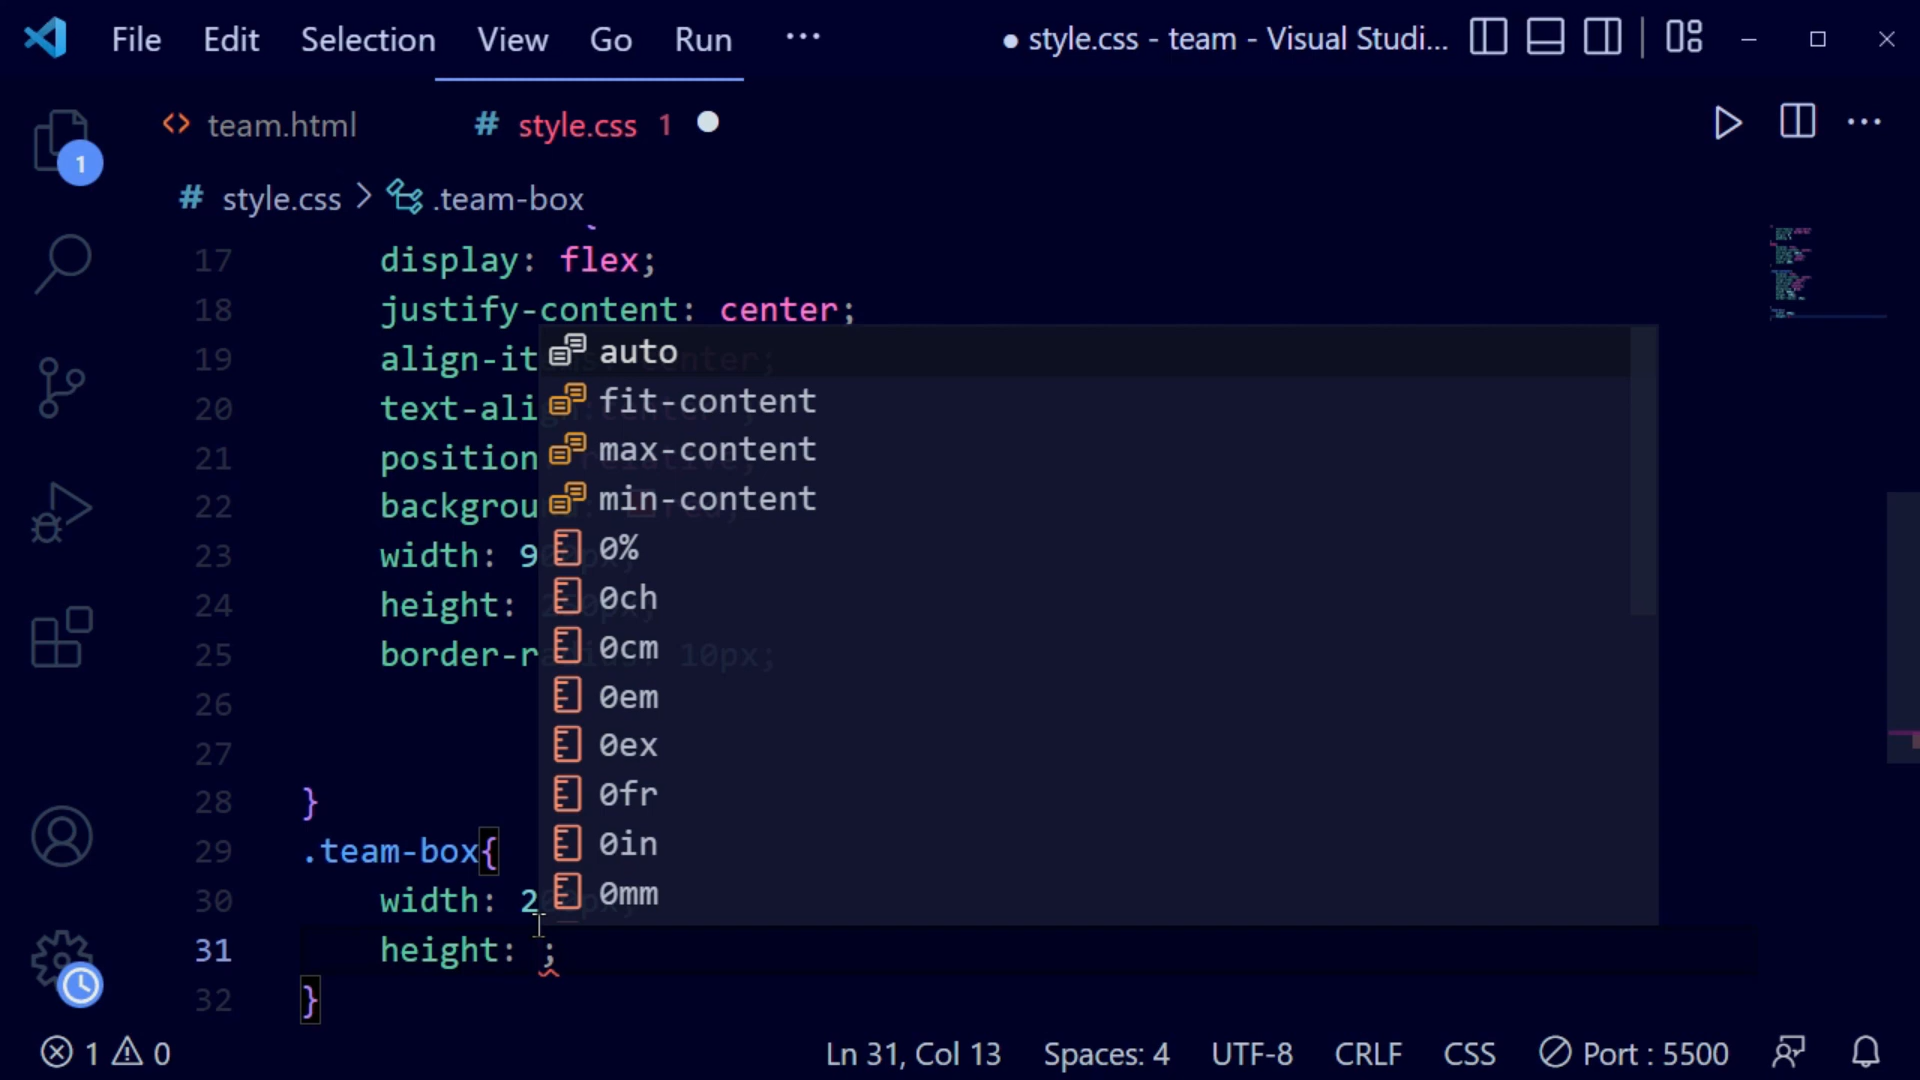 File Edit Selection View Go Run ···
● style.css - team - Visual Studi...
team.html
# style.css 1
# style.css > .team-box
1
17 display: flex;
18 justify-content: center;
19 align-it
20 text-ali
21 position
22 backgrou
23 width: 9
24 height:
25 border-r 10px;
26
27
28 }
29 .team-box{
30 width: 2
31 height: ;
32 }
auto
fit-content
max-content
min-content
0%
0ch
0cm
0em
0ex
0fr
0in
0mm
1 0
Ln 31, Col 13 Spaces: 4 UTF-8 CRLF CSS Port : 5500